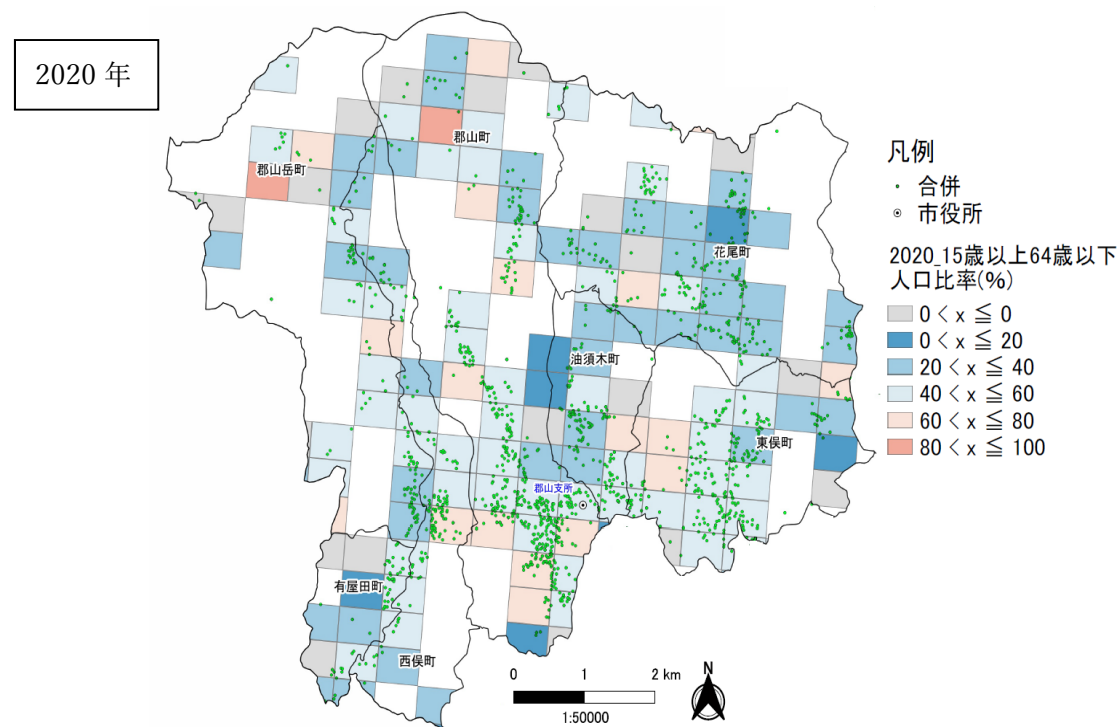 2020 年
郡山町
郡山岳町
花尾町
油須木町
東俣町
郡山支所
有屋田町
西俣町
凡例
合併
市役所
2020_15歳以上64歳以下
人口比率(%)
0 < x ≦ 0
0 < x ≦ 20
20 < x ≦ 40
40 < x ≦ 60
60 < x ≦ 80
80 < x ≦ 100
0 1 2 km
1:50000
N